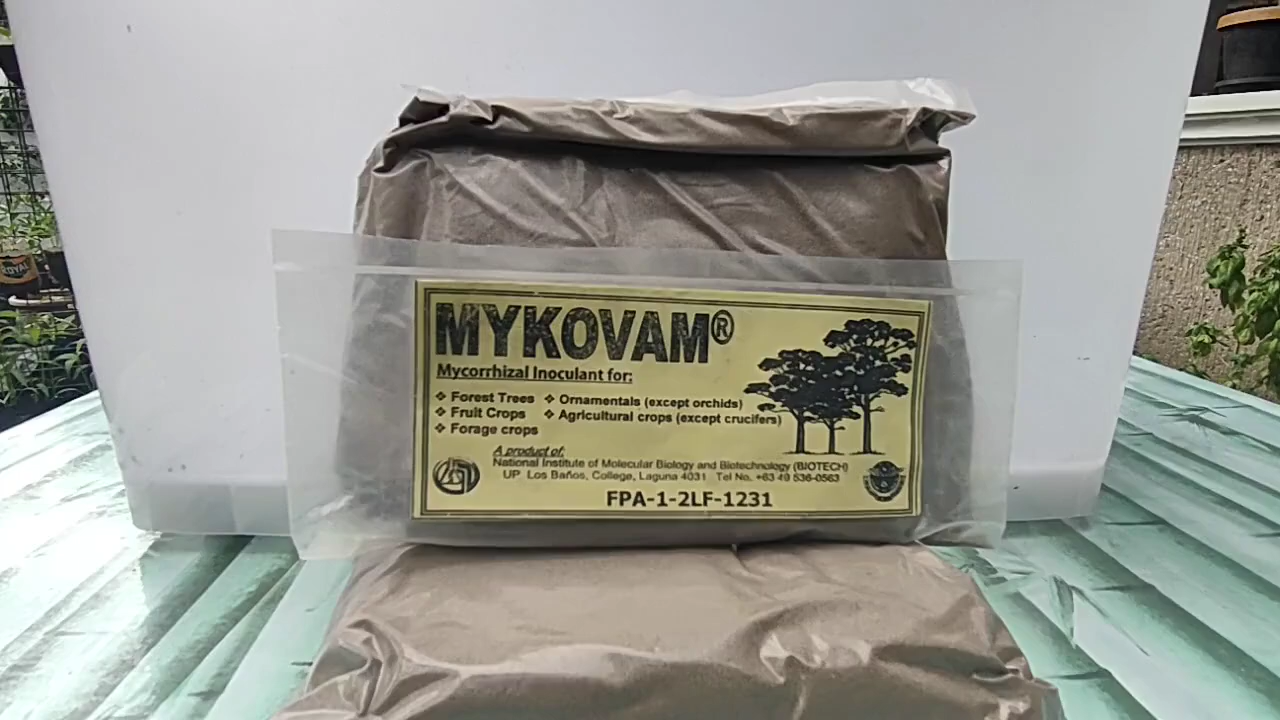 MYKOVAM®
Mycorrhizal Inoculant for:
❖ Forest Trees ❖ Ornamentals (except orchids)
❖ Fruit Crops ❖ Agricultural crops (except crucifers)
❖ Forage crops
A product of:
National Institute of Molecular Biology and Biotechnology (BIOTECH)
UP Los Baños, College, Laguna 4031 Tel No. +63 49 536-0563
FPA-1-2LF-1231
ROYAL